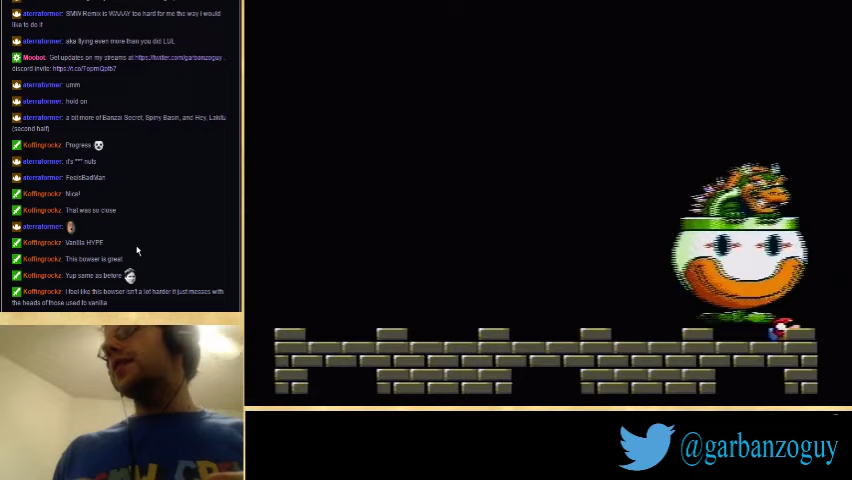 aterraformer: SMW Remix is WAAAY too hard for me the way I would
like to do it
aterraformer: aka flying even more than you did LUL
Moobot: Get updates on my streams at https://twitter.com/garbanzoguy ,
discord invite: https://t.co/7opmQptb7
aterraformer: umm
aterraformer: hold on
aterraformer: a bit more of Banzai Secret, Spiny Basin, and Hey, Lakitu
(second half)
Koffingrockz: Progress
aterraformer: it's *** nuts
aterraformer: FeelsBadMan
Koffingrockz: Nice!
Koffingrockz: That was so close
aterraformer:
Koffingrockz: Vanilla HYPE
Koffingrockz: This bowser is great
Koffingrockz: Yup same as before
Koffingrockz: I feel like this bowser isn't a lot harder it just messes with
the heads of those used to vanilla
@garbanzoguy